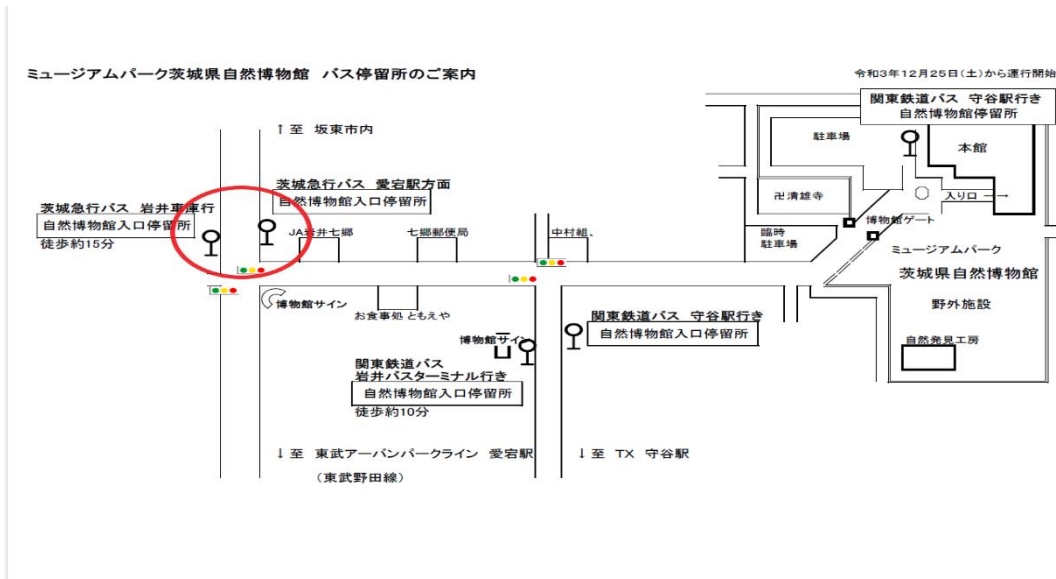 ミュージアムパーク茨城県自然博物館 バス停留所のご案内
令和3年12月25日(土)から運行開始
関東鉄道バス 守谷駅行き
自然博物館停留所
↑至 坂東市内
駐車場
本館
茨城急行バス 愛宕駅方面
自然博物館入口停留所
茨城急行バス 岩井車庫行
自然博物館入口停留所
徒歩約15分
卍清雄寺
入り口 →
博物館ゲート
JA岩井七郷
七郷郵便局
中村組、
臨時
駐車場
ミュージアムパーク
茨城県自然博物館
野外施設
博物館サイン
お食事処 ともえや
関東鉄道バス 守谷駅行き
自然博物館入口停留所
博物館サイン
自然発見工房
関東鉄道バス
岩井バスターミナル行き
自然博物館入口停留所
徒歩約10分
↓至 東武アーバンパークライン 愛宕駅
(東武野田線)
↓至 TX 守谷駅